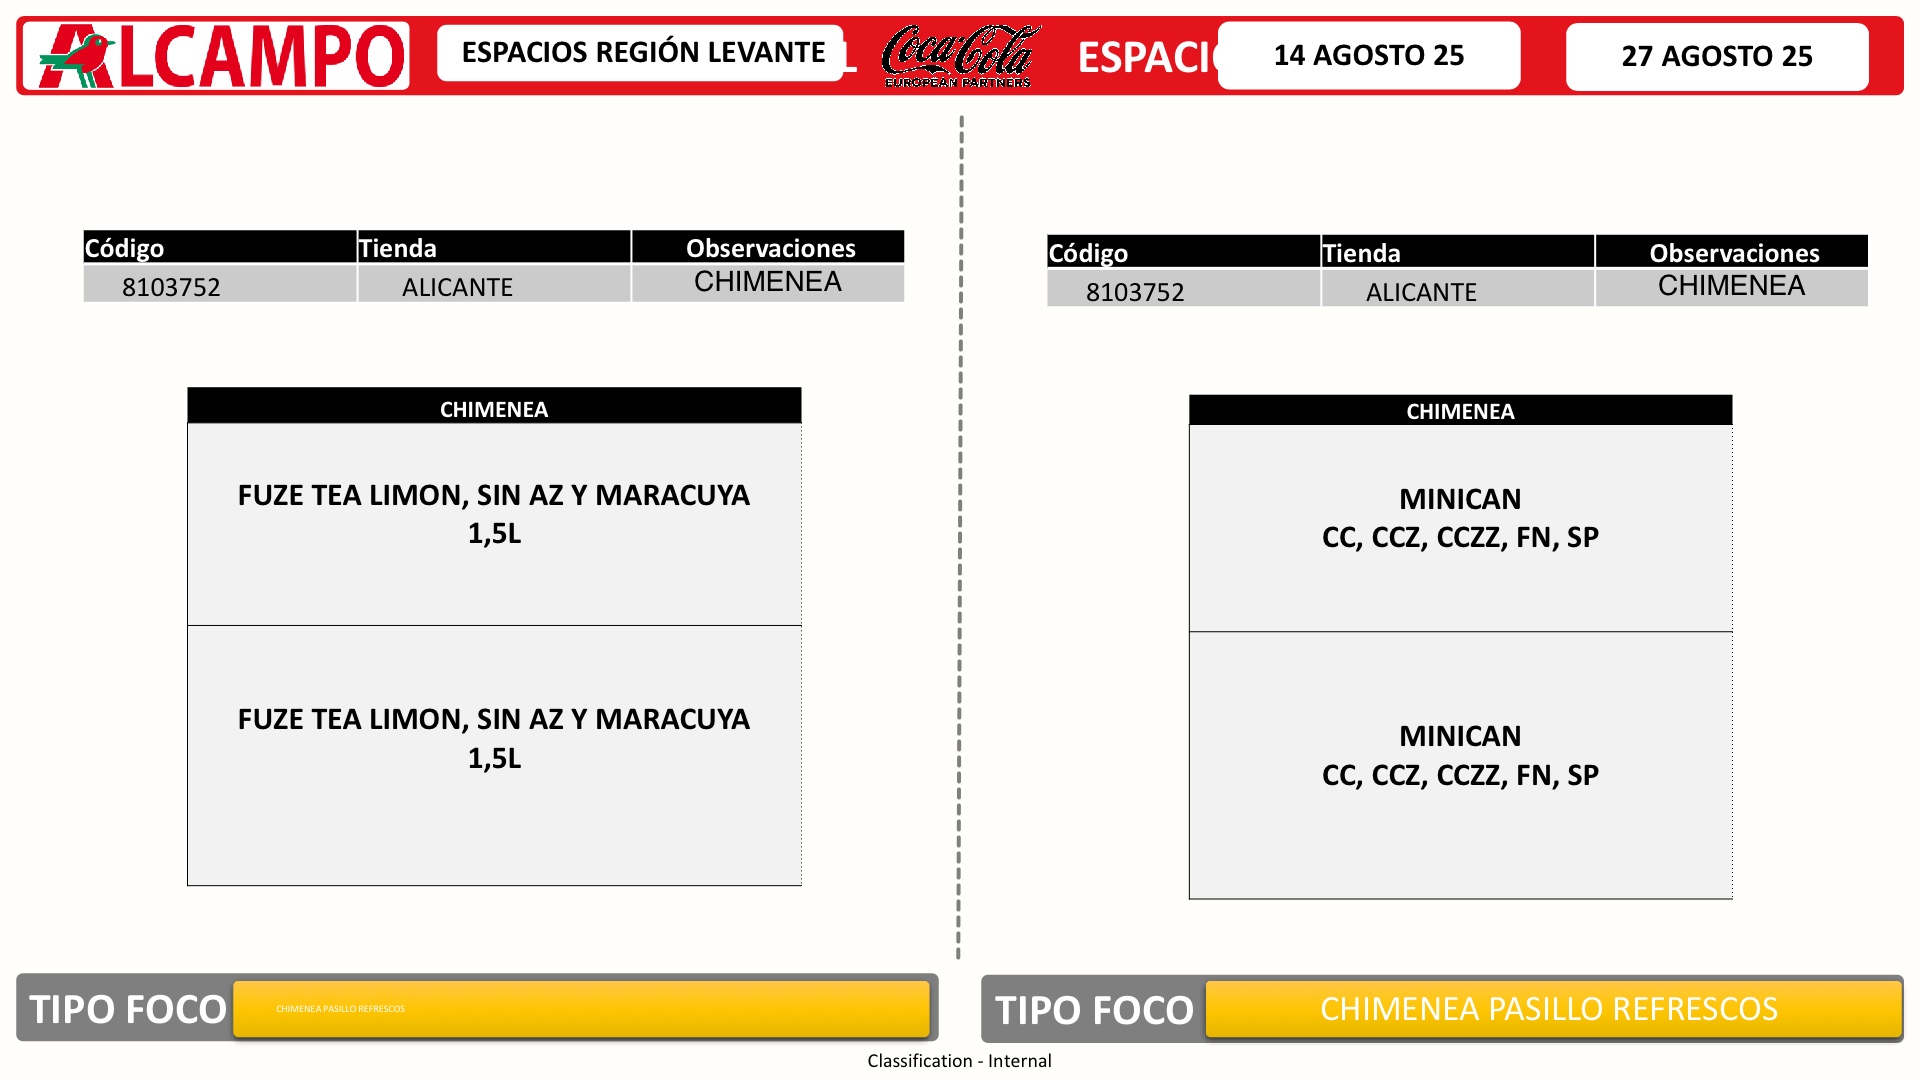 ALCAMPO
ESPACIOS REGIÓN LEVANTE
L
Coca-Cola
EUROPEAN PARTNERS
ESPACI
14 AGOSTO 25
27 AGOSTO 25
Código Tienda Observaciones
8103752 ALICANTE CHIMENEA
CHIMENEA
FUZE TEA LIMON, SIN AZ Y MARACUYA
1,5L
FUZE TEA LIMON, SIN AZ Y MARACUYA
1,5L
TIPO FOCO CHIMENEA PASILLO REFRESCOS
Código Tienda Observaciones
8103752 ALICANTE CHIMENEA
CHIMENEA
MINICAN
CC, CCZ, CCZZ, FN, SP
MINICAN
CC, CCZ, CCZZ, FN, SP
TIPO FOCO CHIMENEA PASILLO REFRESCOS
Classification - Internal